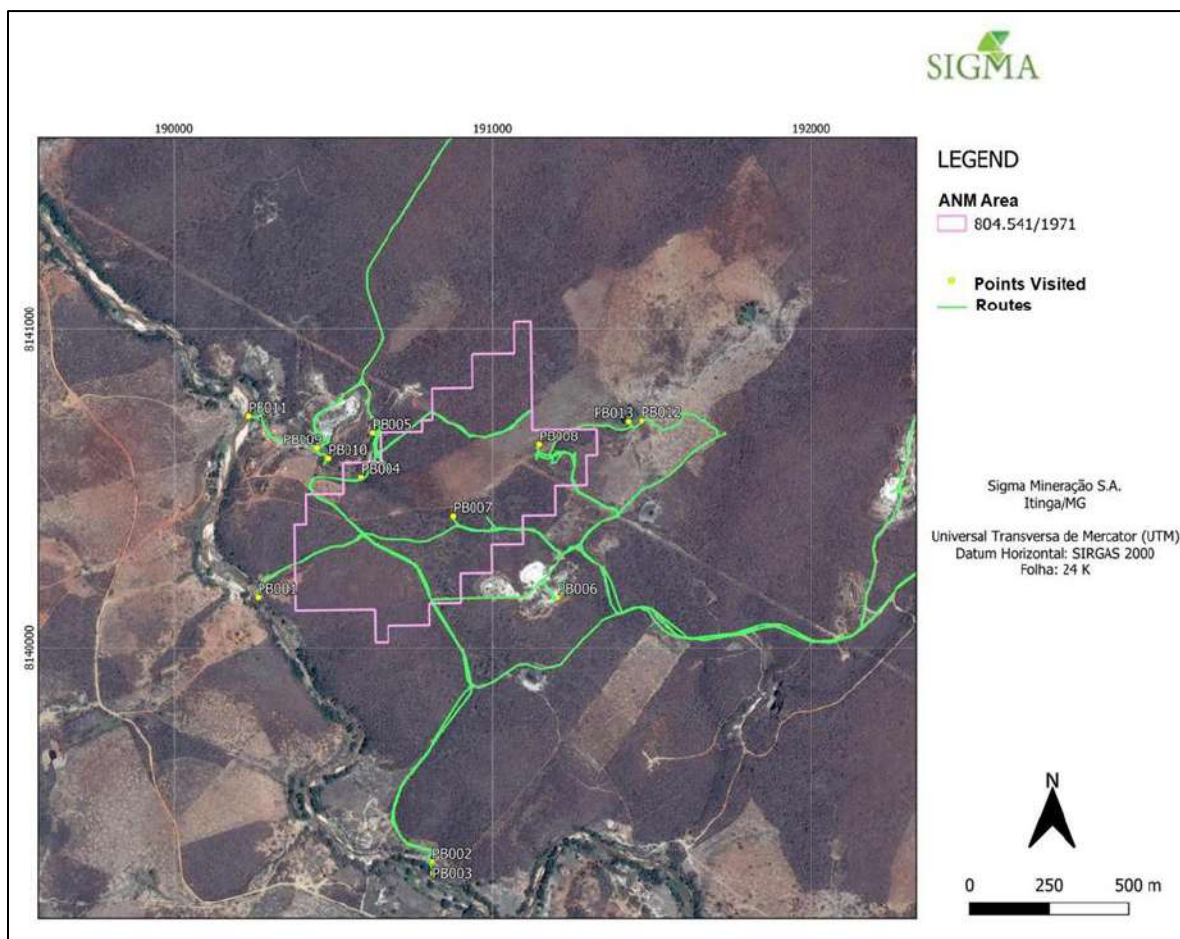 SIGMA
190000
191000
192000
8141000
8140000
PB011
PB005
PB009
PB010
PB004
PB013
PB012
PB008
PB007
PB001
PB006
PB002
PB003
LEGEND
ANM Area
804.541/1971
Points Visited
Routes
Sigma Mineração S.A.
Itinga/MG
Universal Transversa de Mercator (UTM)
Datum Horizontal: SIRGAS 2000
Folha: 24 K
N
0 250 500 m